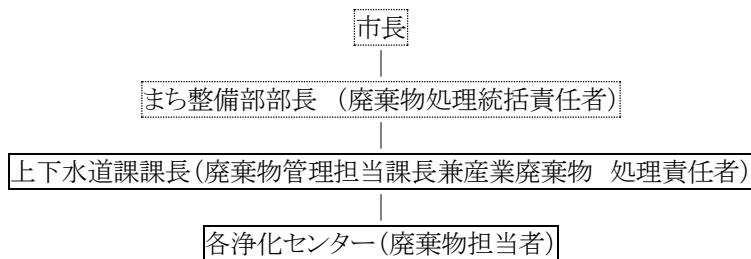 市長
まち整備部部長　（廃棄物処理統括責任者）
上下水道課課長（廃棄物管理担当課長兼産業廃棄物　処理責任者）
各浄化センター（廃棄物担当者）